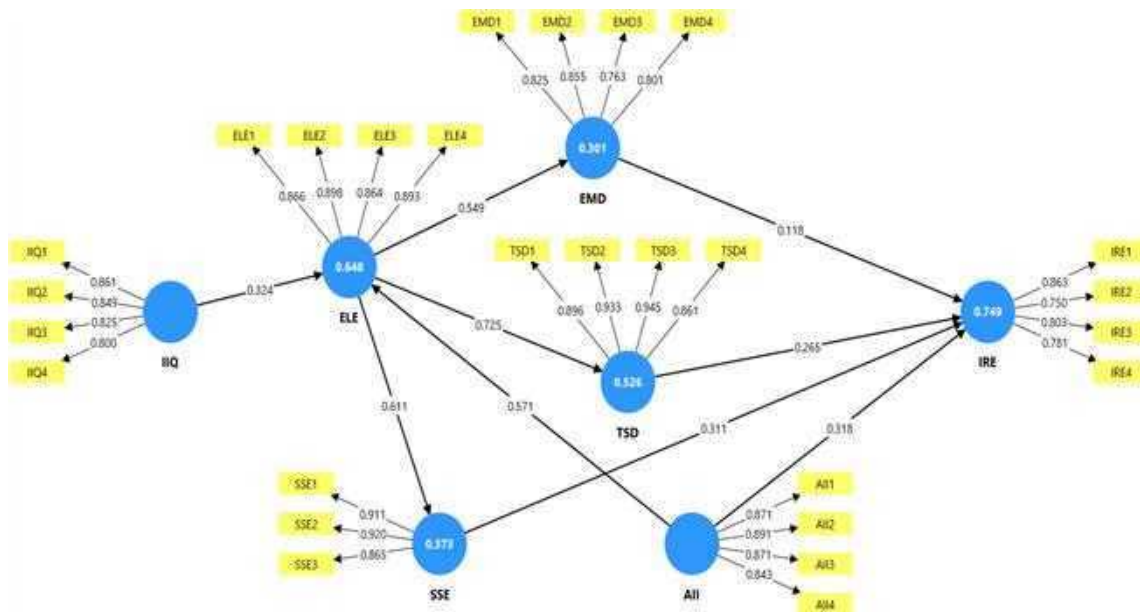 EMD1 EMD2 EMD3 EMD4
0.825 0.855 0.763 0.801
0.301
EMD
ELE1 ELE2 ELE3 ELE4
0.866 0.898 0.864 0.893
0.648
ELE
0.549
0.118
IIQ1
IIQ2
IIQ3
IIQ4
0.861
0.849
0.825
0.800
IIQ
0.324
TSD1 TSD2 TSD3 TSD4
0.896 0.933 0.945 0.861
0.526
TSD
0.725
0.265
IRE1
IRE2
IRE3
IRE4
0.863
0.750
0.803
0.781
0.749
IRE
0.611
0.571
0.311
0.318
SSE1
SSE2
SSE3
0.911
0.920
0.865
0.373
SSE
AII
AII1
AII2
AII3
AII4
0.871
0.891
0.871
0.843